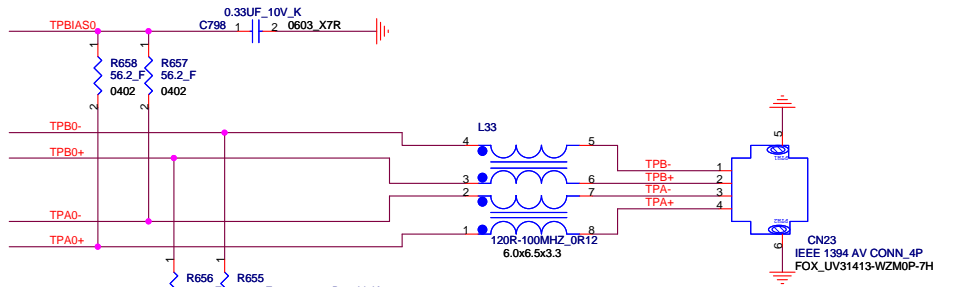 0.33UF_10V_K
TPBIAS0
C798 1 2 0603_X7R
1 1
R658 R657
56.2_F 56.2_F
0402 0402
2 2
L33
TPB0-
4 5
5
TPB-
1
TPB0+
3 6
TPB+
2
2 7
TPA-
3
TPA+
4
TPA0-
1 8
TPA0+
120R-100MHZ_0R12
6.0x6.5x3.3
6
CN23
IEEE 1394 AV CONN_4P
FOX_UV31413-WZM0P-7H
1 1
R656 R655